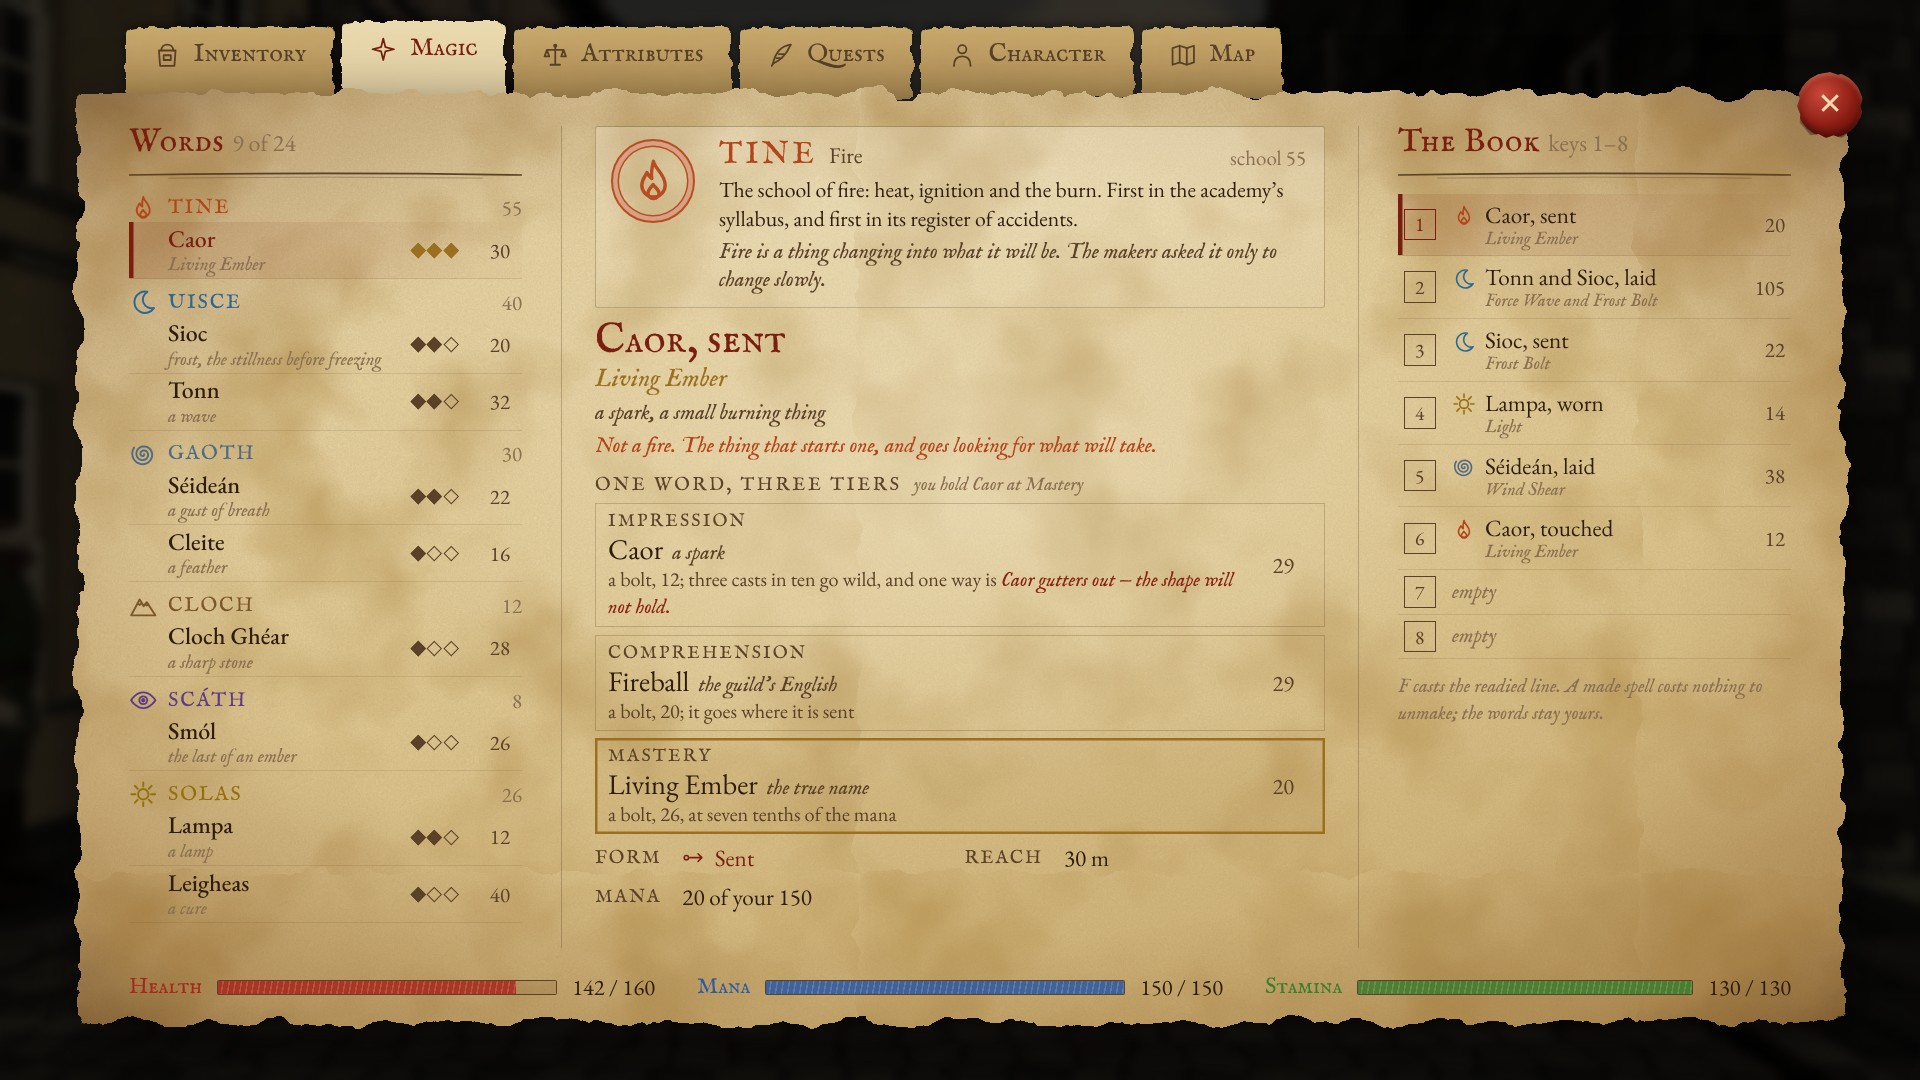 Inventory
Magic
Attributes
Quests
Character
Map
Words 9 of 24
TINE 55
Caor 30
Living Ember
UISCE 40
Sioc 20
frost, the stillness before freezing
Tonn 32
a wave
GAOTH 30
Séideán 22
a gust of breath
Cleite 16
a feather
CLOCH 12
Cloch Ghéar 28
a sharp stone
SCÁTH 8
Smól 26
the last of an ember
SOLAS 26
Lampa 12
a lamp
Leigheas 40
a cure
TINE Fire school 55
The school of fire: heat, ignition and the burn. First in the academy's
syllabus, and first in its register of accidents.
Fire is a thing changing into what it will be. The makers asked it only to
change slowly.
Caor, sent
Living Ember
a spark, a small burning thing
Not a fire. The thing that starts one, and goes looking for what will take.
ONE WORD, THREE TIERS you hold Caor at Mastery
IMPRESSION
Caor a spark 29
a bolt, 12; three casts in ten go wild, and one way is Caor gutters out – the shape will
not hold.
COMPREHENSION
Fireball the guild's English 29
a bolt, 20; it goes where it is sent
MASTERY
Living Ember the true name 20
a bolt, 26, at seven tenths of the mana
FORM Sent REACH 30 m
MANA 20 of your 150
The Book keys 1–8
1 Caor, sent 20
Living Ember
2 Tonn and Sioc, laid 105
Force Wave and Frost Bolt
3 Sioc, sent 22
Frost Bolt
4 Lampa, worn 14
Light
5 Séideán, laid 38
Wind Shear
6 Caor, touched 12
Living Ember
7 empty
8 empty
F casts the readied line. A made spell costs nothing to
unmake; the words stay yours.
Health 142 / 160 Mana 150 / 150 Stamina 130 / 130